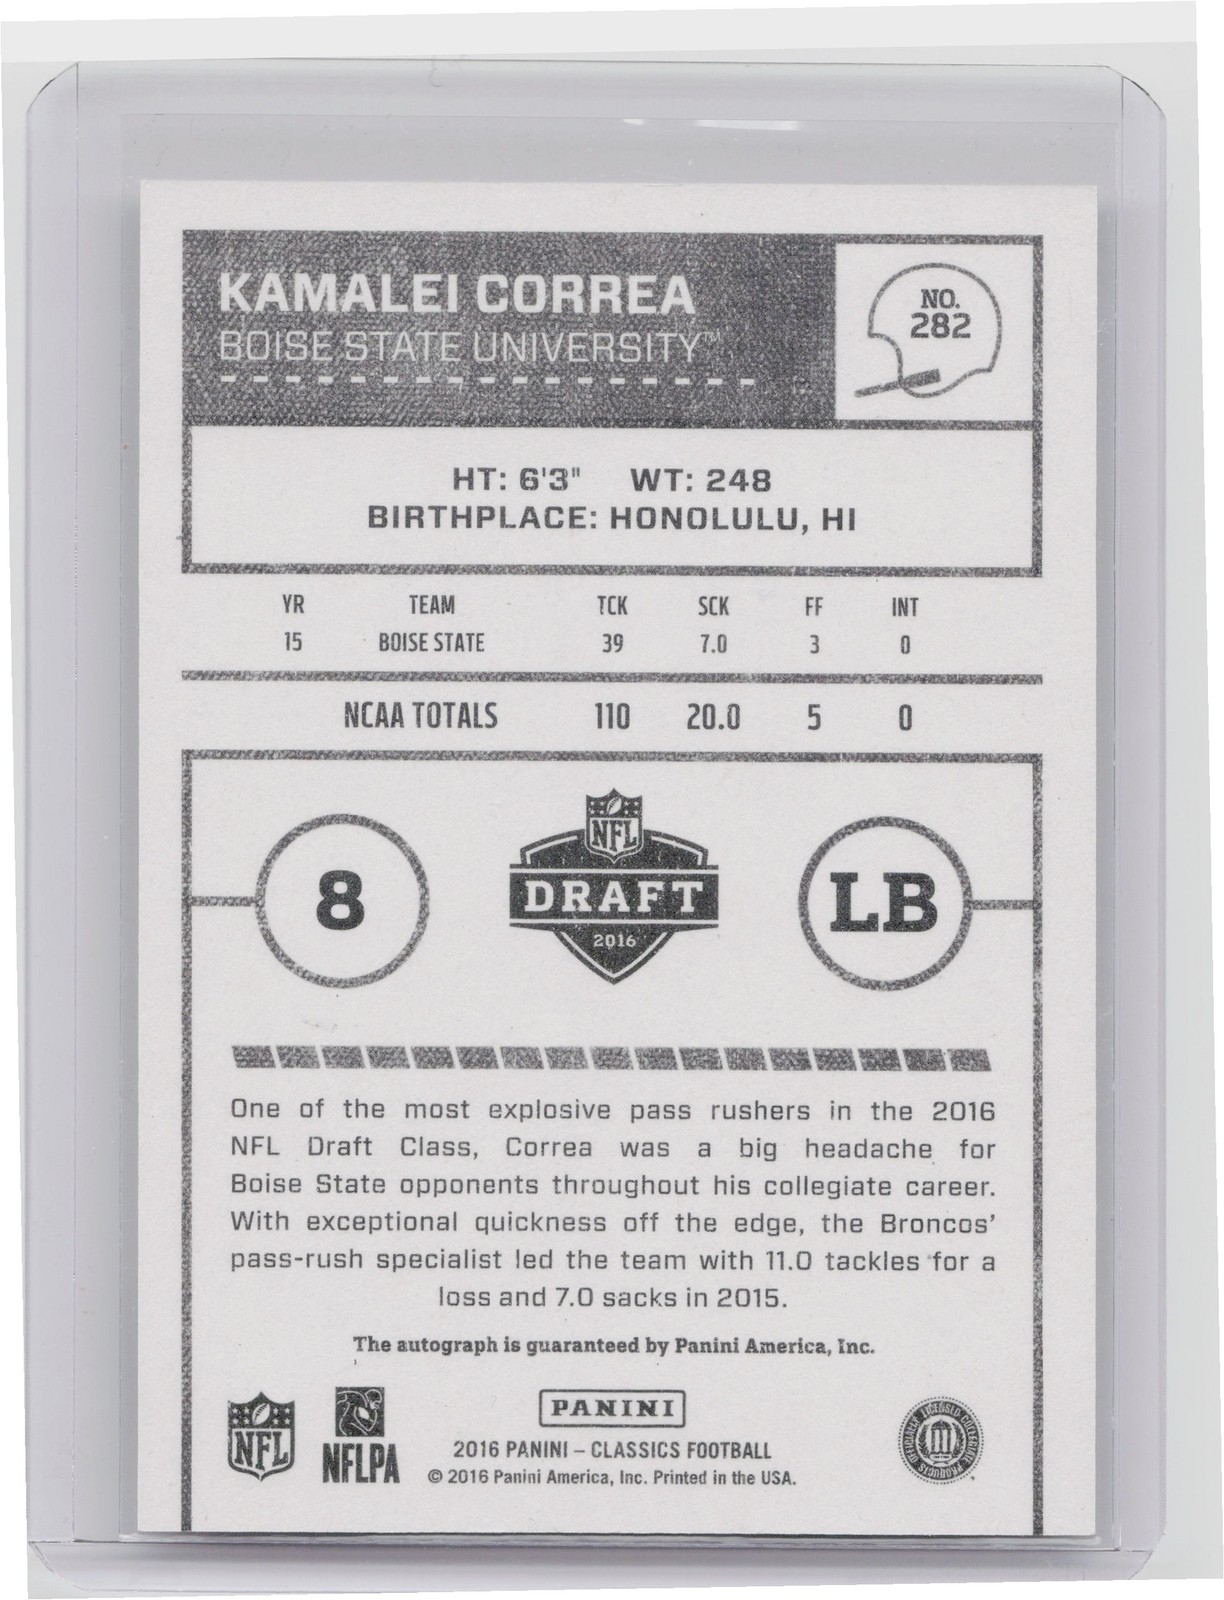 KAMALEI CORREA
BOISE STATE UNIVERSITY™
NO.
282
HT: 6'3" WT: 248
BIRTHPLACE: HONOLULU, HI
YR TEAM TCK SCK FF INT
15 BOISE STATE 39 7.0 3 0
NCAA TOTALS 110 20.0 5 0
8
NFL
DRAFT
2016
LB
One of the most explosive pass rushers in the 2016
NFL Draft Class, Correa was a big headache for
Boise State opponents throughout his collegiate career.
With exceptional quickness off the edge, the Broncos'
pass-rush specialist led the team with 11.0 tackles for a
loss and 7.0 sacks in 2015.
The autograph is guaranteed by Panini America, Inc.
NFL
NFLPA
PANINI
2016 PANINI – CLASSICS FOOTBALL
© 2016 Panini America, Inc. Printed in the USA.
OFFICIALLY LICENSED COLLEGIATE PRODUCTS